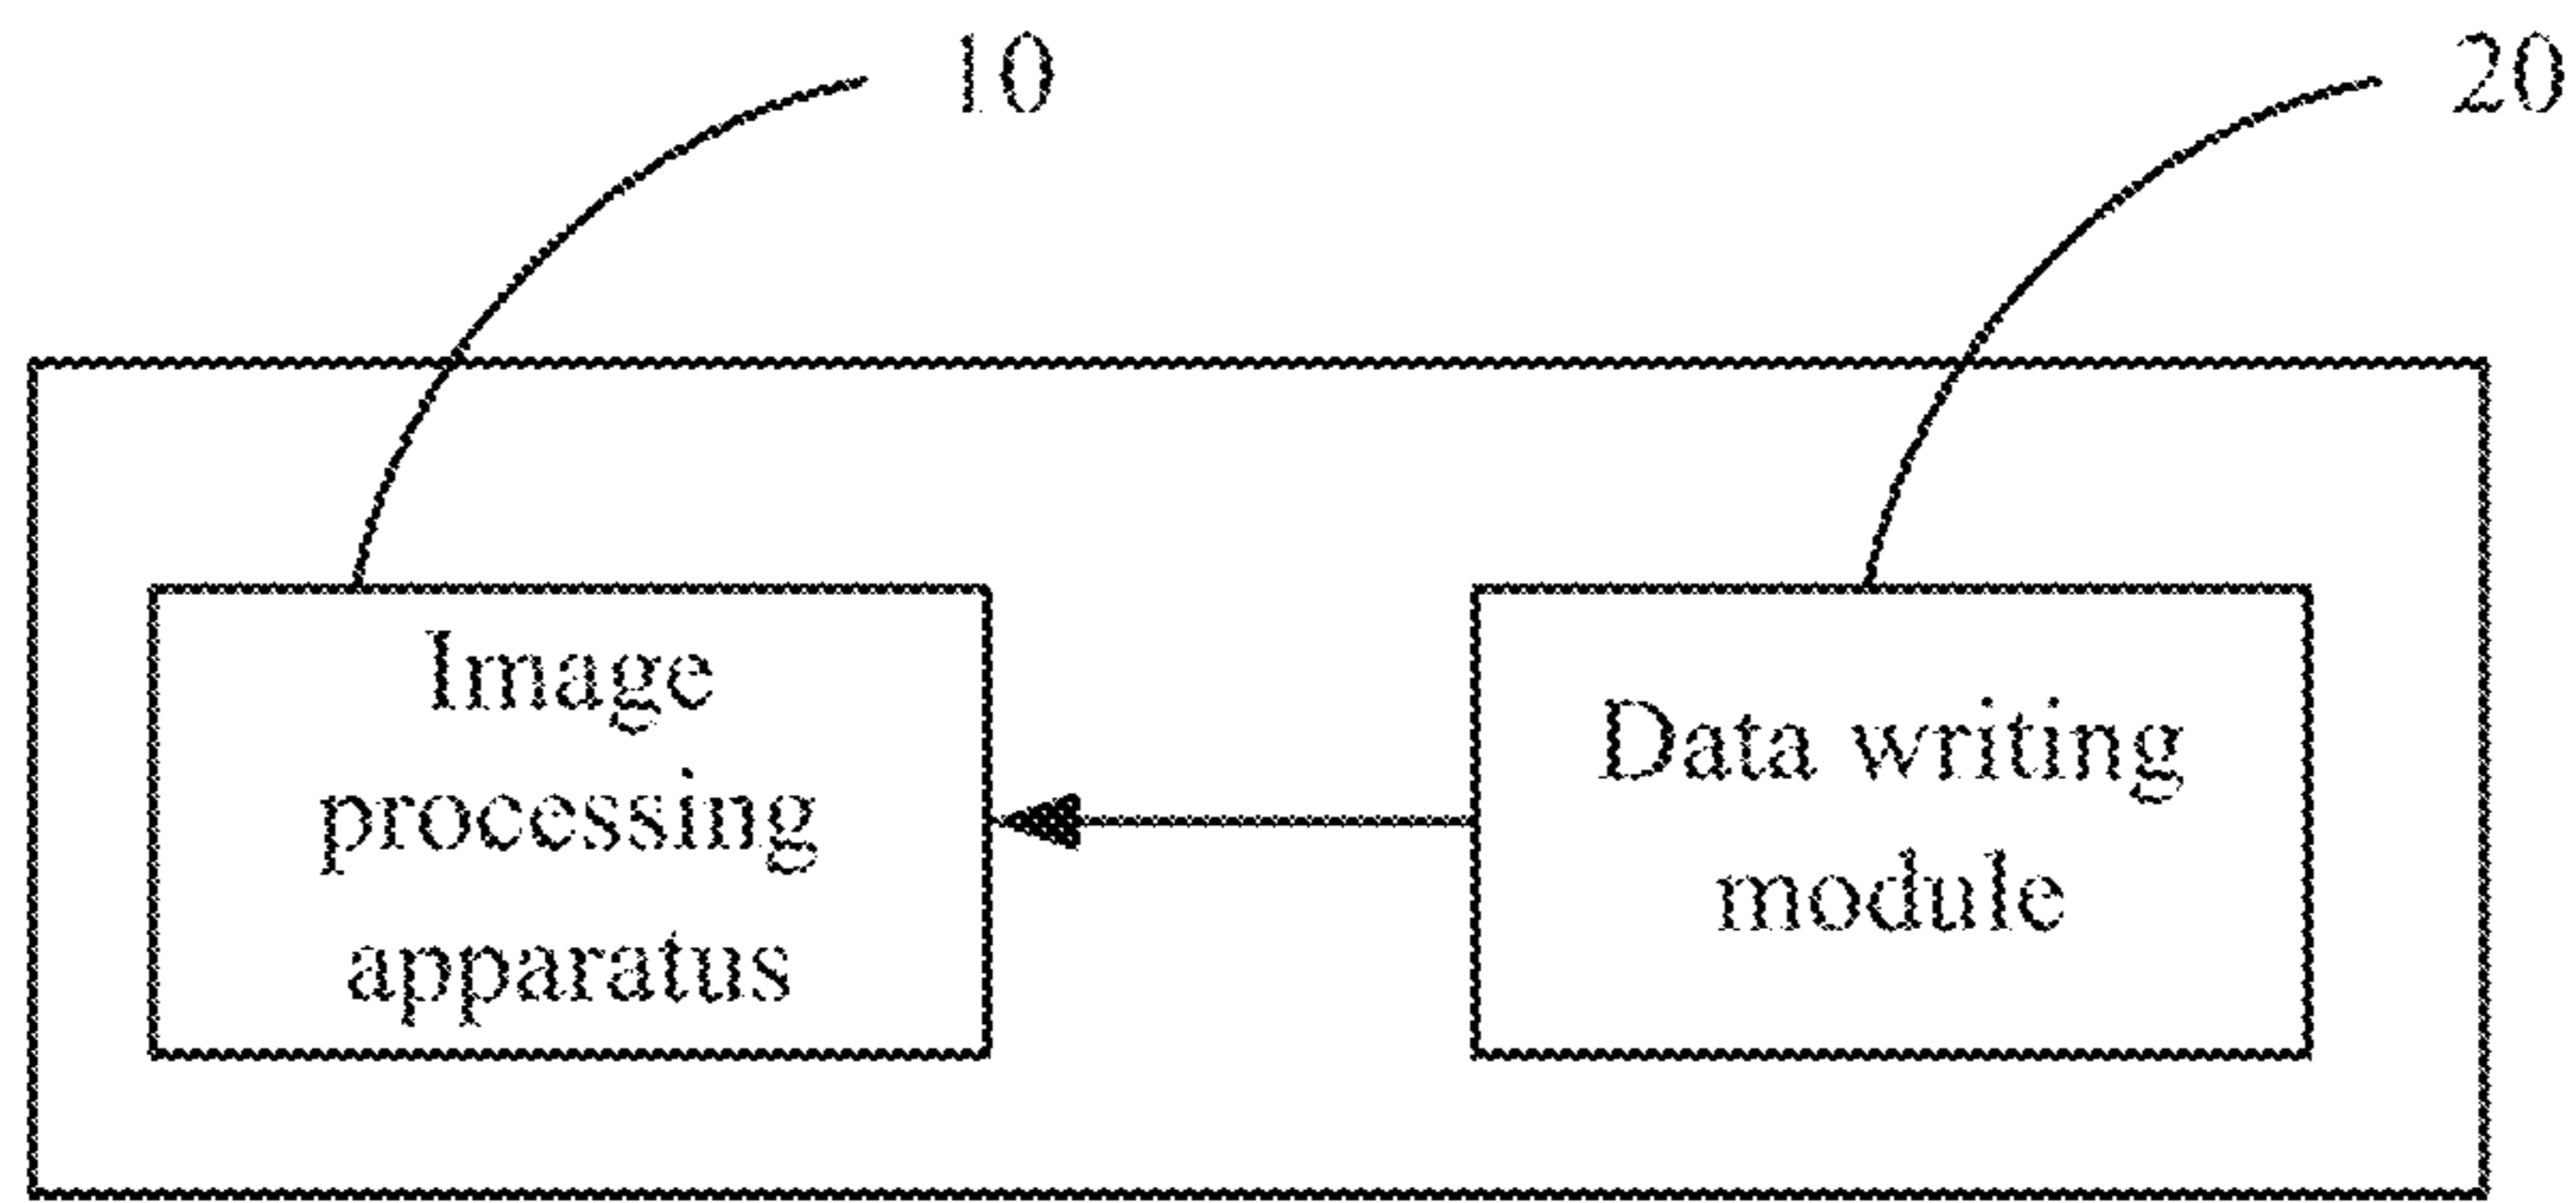 10
20
Image
processing
apparatus
Data writing
module